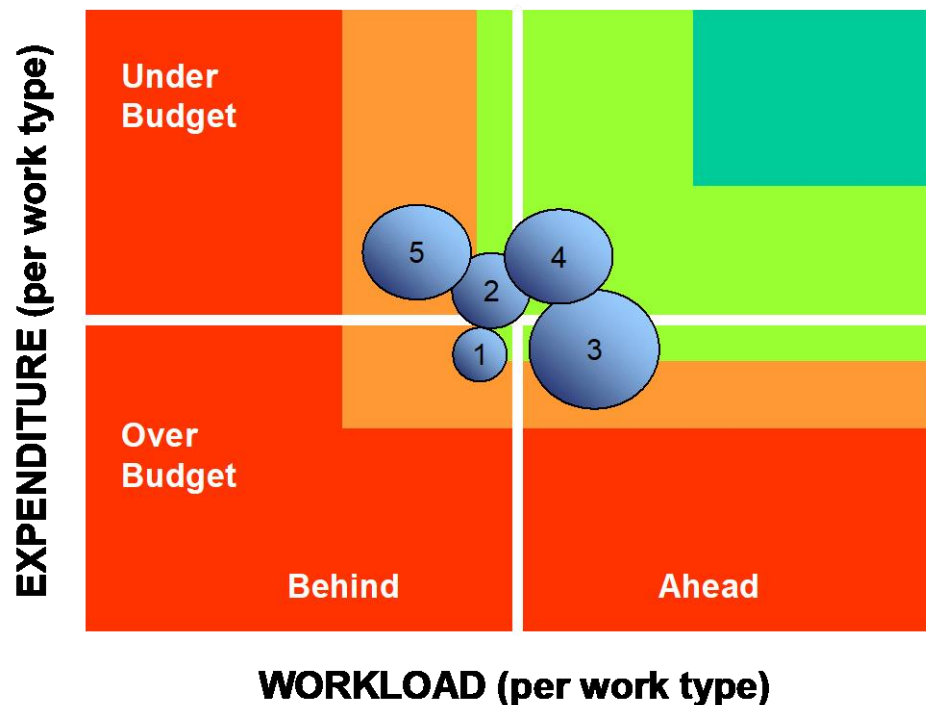 EXPENDITURE (per work type)
Under
Budget
5
4
2
1
3
Over
Budget
Behind
Ahead
WORKLOAD (per work type)